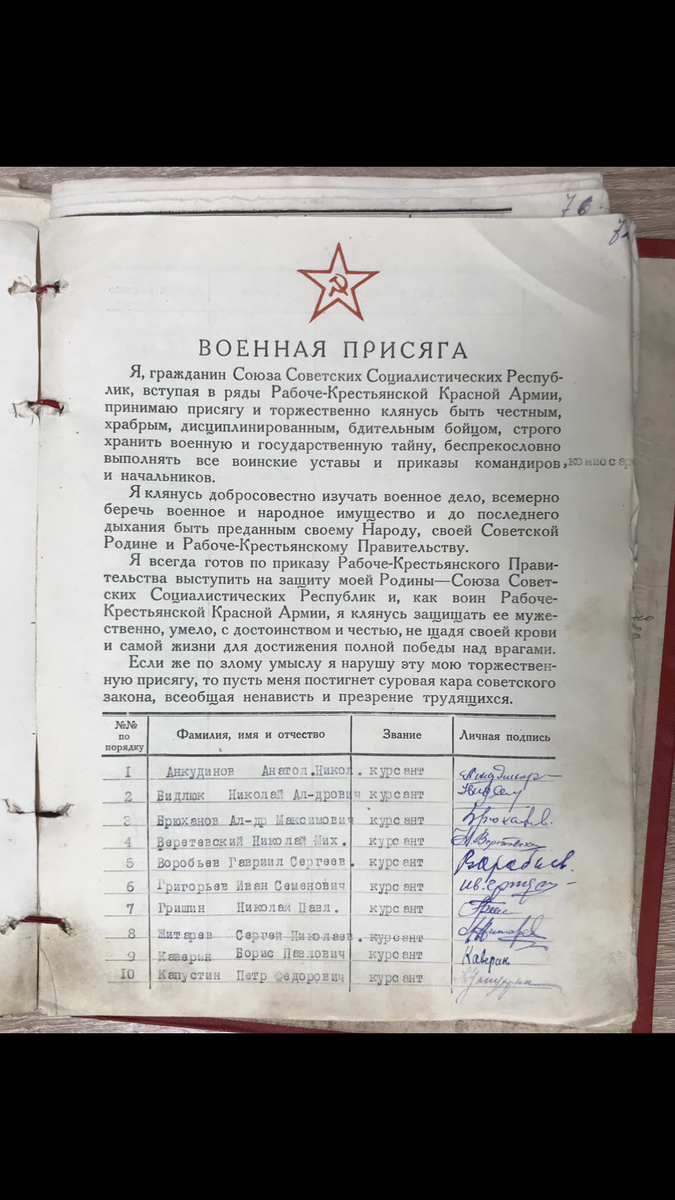 76.
ВОЕННАЯ ПРИСЯГА
Я, гражданин Союза Советских Социалистических Респуб-
лик, вступая в ряды Рабоче-Крестьянской Красной Армии,
принимаю присягу и торжественно клянусь быть честным,
храбрым, дисциплинированным, бдительным бойцом, строго
хранить военную и государственную тайну, беспрекословно
выполнять все воинские уставы и приказы командиров,
и начальников.
Я клянусь добросовестно изучать военное дело, всемерно
беречь военное и народное имущество и до последнего
дыхания быть преданным своему Народу, своей Советской
Родине и Рабоче-Крестьянскому Правительству.
Я всегда готов по приказу Рабоче-Крестьянского Прави-
тельства выступить на защиту моей Родины—Союза Совет-
ских Социалистических Республик и, как воин Рабоче-
Крестьянской Красной Армии, я клянусь защищать ее муже-
ственно, умело, с достоинством и честью, не щадя своей крови
и самой жизни для достижения полной победы над врагами.
Если же по злому умыслу я нарушу эту мою торжествен-
ную присягу, то пусть меня постигнет суровая кара советского
закона, всеобщая ненависть и презрение трудящихся.
№№ по порядку Фамилия, имя и отчество Звание Личная подпись
1 Анкудинов Анатол.Никол. курсант
2 Бидлюк Николай Ал-дрович курсант
3 Брюханов Ал-др Максимович курсант
4 Веретевский Николай Мих. курсант
5 Воробьев Гавриил Сергеев. курсант
6 Григорьев Иван Семенович курсант
7 Гришин Николай Павл. курсант
8 Житарев Сергей Николаев. курсант
9 Каверин Борис Павлович курсант Каверин
10 Капустин Петр Федорович курсант